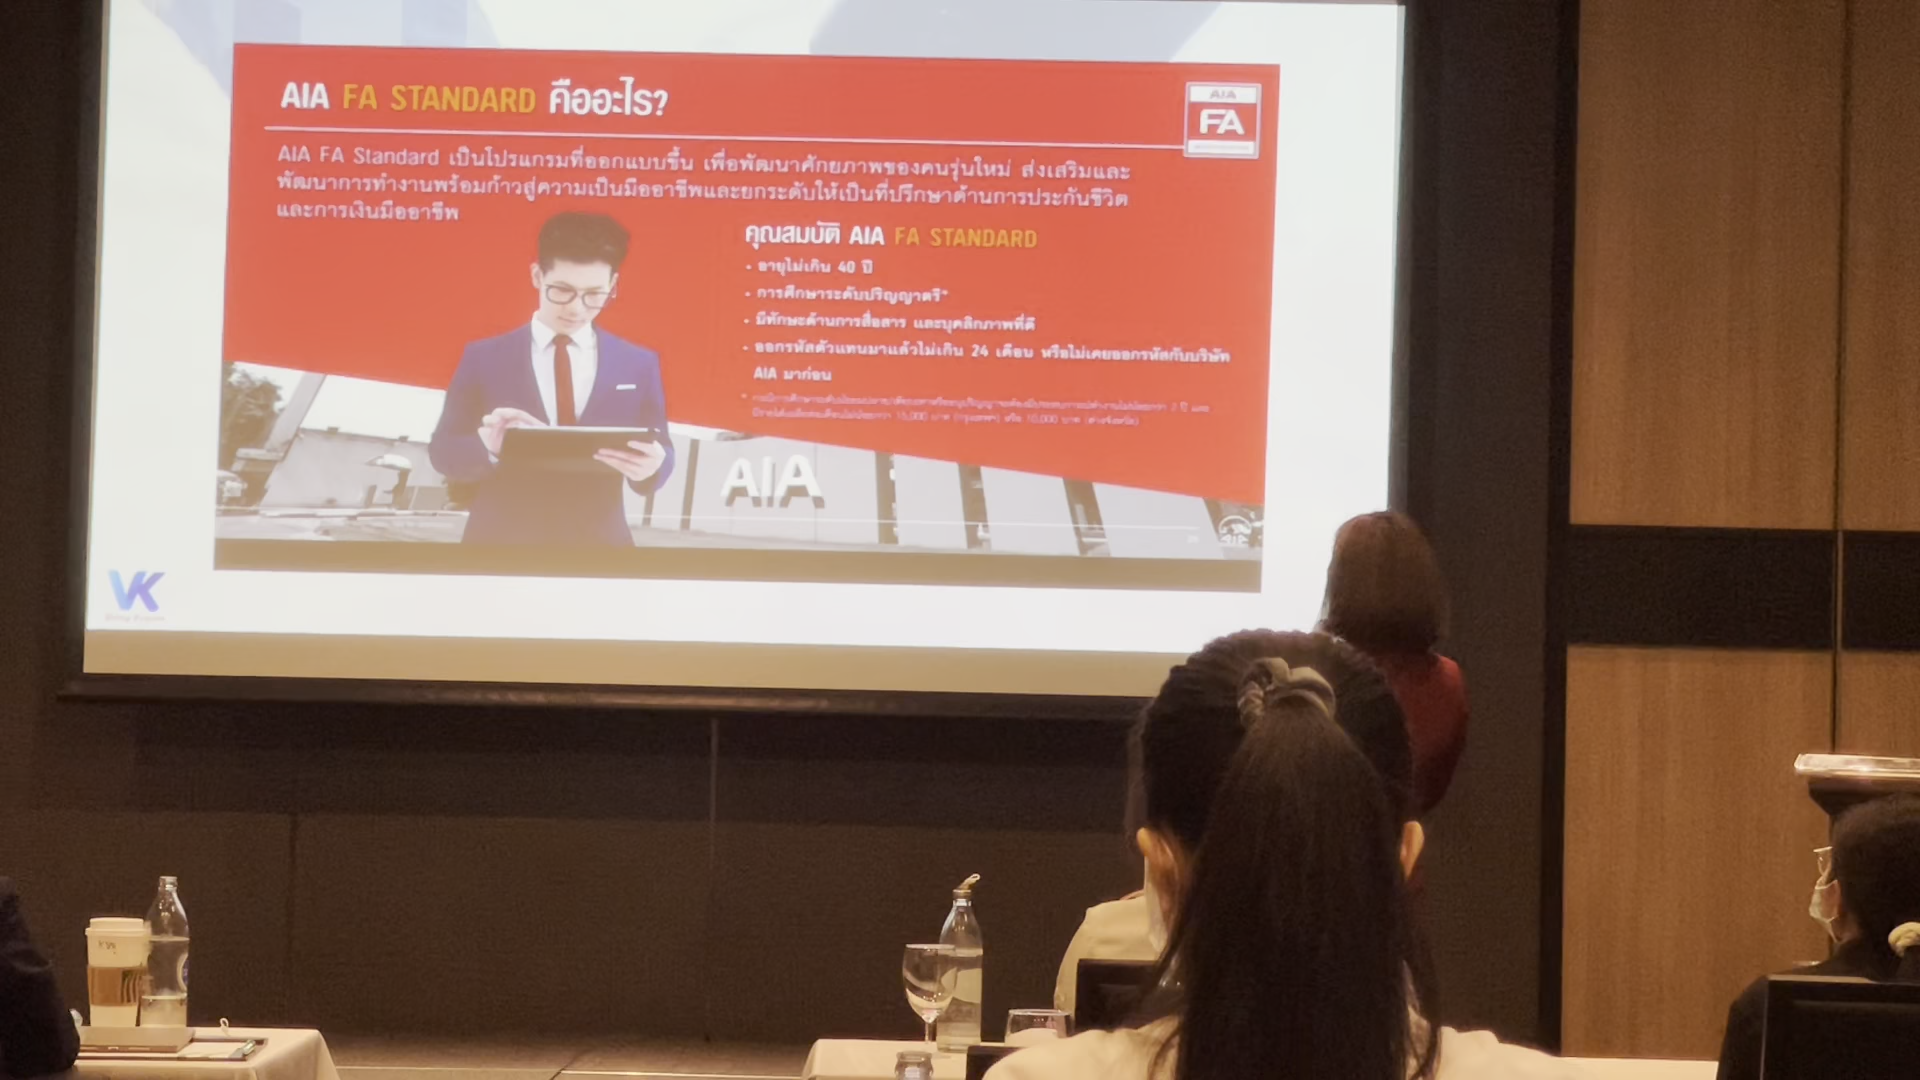 AIA FA STANDARD คืออะไร?
AIA
FA
AIA FA Standard เป็นโปรแกรมที่ออกแบบขึ้น เพื่อพัฒนาศักยภาพของคนรุ่นใหม่ ส่งเสริมและ
พัฒนาการทำงานพร้อมก้าวสู่ความเป็นมืออาชีพและยกระดับให้เป็นที่ปรึกษาด้านการประกันชีวิต
และการเงินมืออาชีพ
คุณสมบัติ AIA FA STANDARD
• อายุไม่เกิน 40 ปี
• การศึกษาระดับปริญญาตรี*
• มีทักษะด้านการสื่อสาร และบุคลิกภาพที่ดี
• ออกรหัสตัวแทนมาแล้วไม่เกิน 24 เดือน หรือไม่เคยออกรหัสกับบริษัท
AIA มาก่อน
AIA
VK